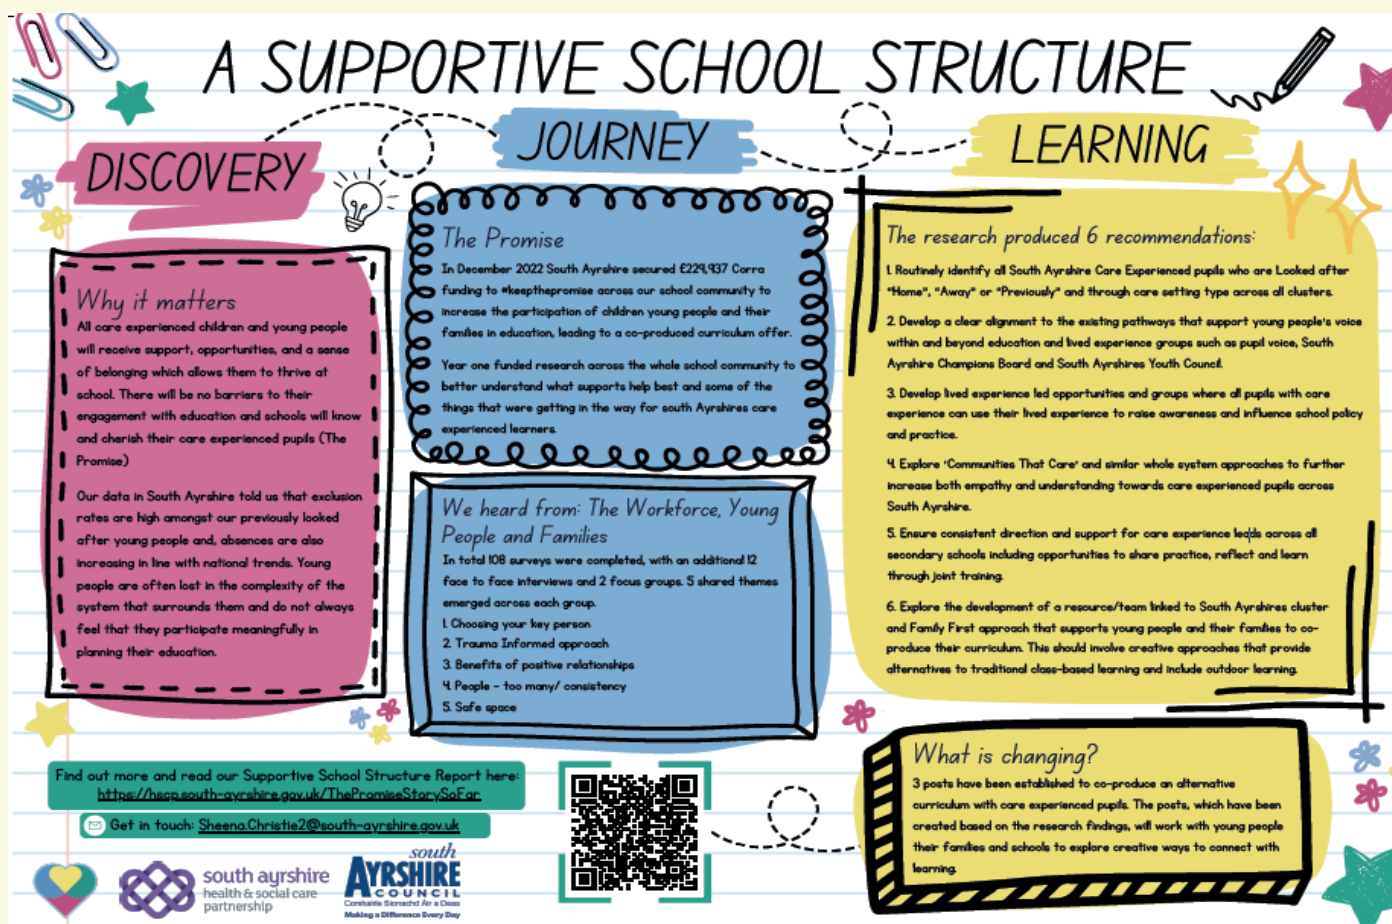 A SUPPORTIVE SCHOOL STRUCTURE
DISCOVERY
Why it matters
All care experienced children and young people
will receive support, opportunities, and a sense
of belonging which allows them to thrive at
school. There will be no barriers to their
engagement with education and schools will know
and cherish their care experienced pupils (The
Promise)
Our data in South Ayrshire told us that exclusion
rates are high amongst our previously looked
after young people and, absences are also
increasing in line with national trends. Young
people are often lost in the complexity of the
system that surrounds them and do not always
feel that they participate meaningfully in
planning their education.
JOURNEY
The Promise
In December 2022 South Ayrshire secured £229,937 Corra
funding to #keepthepromise across our school community to
increase the participation of children young people and their
families in education, leading to a co-produced curriculum offer.
Year one funded research across the whole school community to
better understand what supports help best and some of the
things that were getting in the way for south Ayrshires care
experienced learners.
We heard from: The Workforce, Young
People and Families
In total 108 surveys were completed, with an additional 12
face to face interviews and 2 focus groups. 5 shared themes
emerged across each group.
1. Choosing your key person
2. Trauma Informed approach
3. Benefits of positive relationships
4. People - too many/ consistency
5. Safe space
LEARNING
The research produced 6 recommendations:
1. Routinely identify all South Ayrshire Care Experienced pupils who are Looked after
"Home", "Away" or "Previously" and through care setting type across all clusters.
2. Develop a clear alignment to the existing pathways that support young people's voice
within and beyond education and lived experience groups such as pupil voice, South
Ayrshire Champions Board and South Ayrshires Youth Council.
3. Develop lived experience led opportunities and groups where all pupils with care
experience can use their lived experience to raise awareness and influence school policy
and practice.
4. Explore 'Communities That Care' and similar whole system approaches to further
increase both empathy and understanding towards care experienced pupils across
South Ayrshire.
5. Ensure consistent direction and support for care experience leads across all
secondary schools including opportunities to share practice, reflect and learn
through joint training.
6. Explore the development of a resource/team linked to South Ayrshires cluster
and Family First approach that supports young people and their families to co-
produce their curriculum. This should involve creative approaches that provide
alternatives to traditional class-based learning and include outdoor learning.
What is changing?
3 posts have been established to co-produce an alternative
curriculum with care experienced pupils. The posts, which have been
created based on the research findings, will work with young people
their families and schools to explore creative ways to connect with
learning.
Find out more and read our Supportive School Structure Report here:
https://hscp.south-ayrshire.gov.uk/ThePromiseStorySoFar
Get in touch: Sheena.Christie2@south-ayrshire.gov.uk
south ayrshire
health & social care
partnership
south
AYRSHIRE
COUNCIL
Comhairle Siorrachd Àir a Deas
Making a Difference Every Day